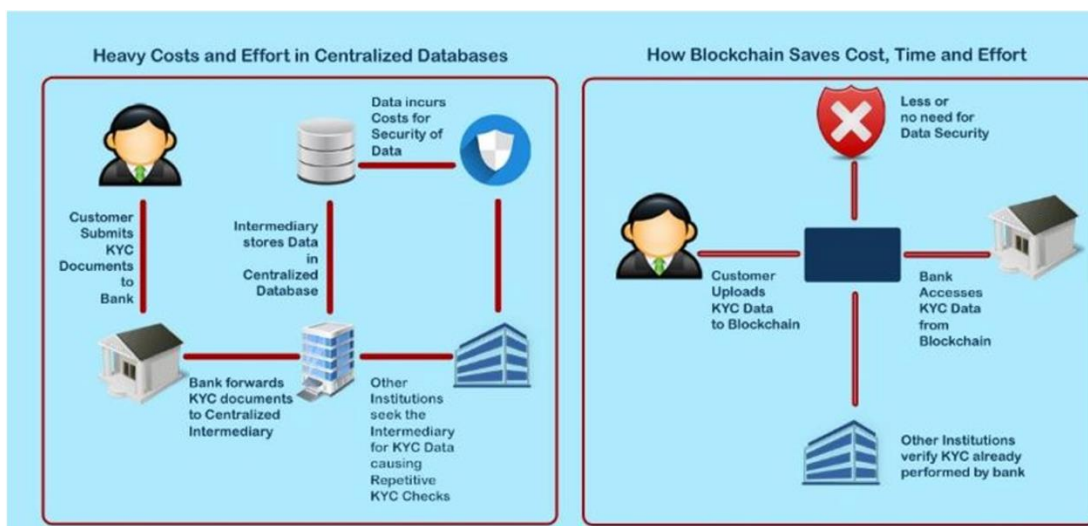 Heavy Costs and Effort in Centralized Databases
Data incurs
Costs for
Security of
Data
Customer
Submits
KYC
Documents
to
Bank
Intermediary
stores Data
in
Centralized
Database
Bank forwards
KYC documents
to Centralized
Intermediary
Other
Institutions
seek the
Intermediary
for KYC Data
causing
Repetitive
KYC Checks
How Blockchain Saves Cost, Time and Effort
Less or
no need for
Data Security
Customer
Uploads
KYC Data
to Blockchain
Bank
Accesses
KYC Data
from
Blockchain
Other Institutions
verify KYC already
performed by bank